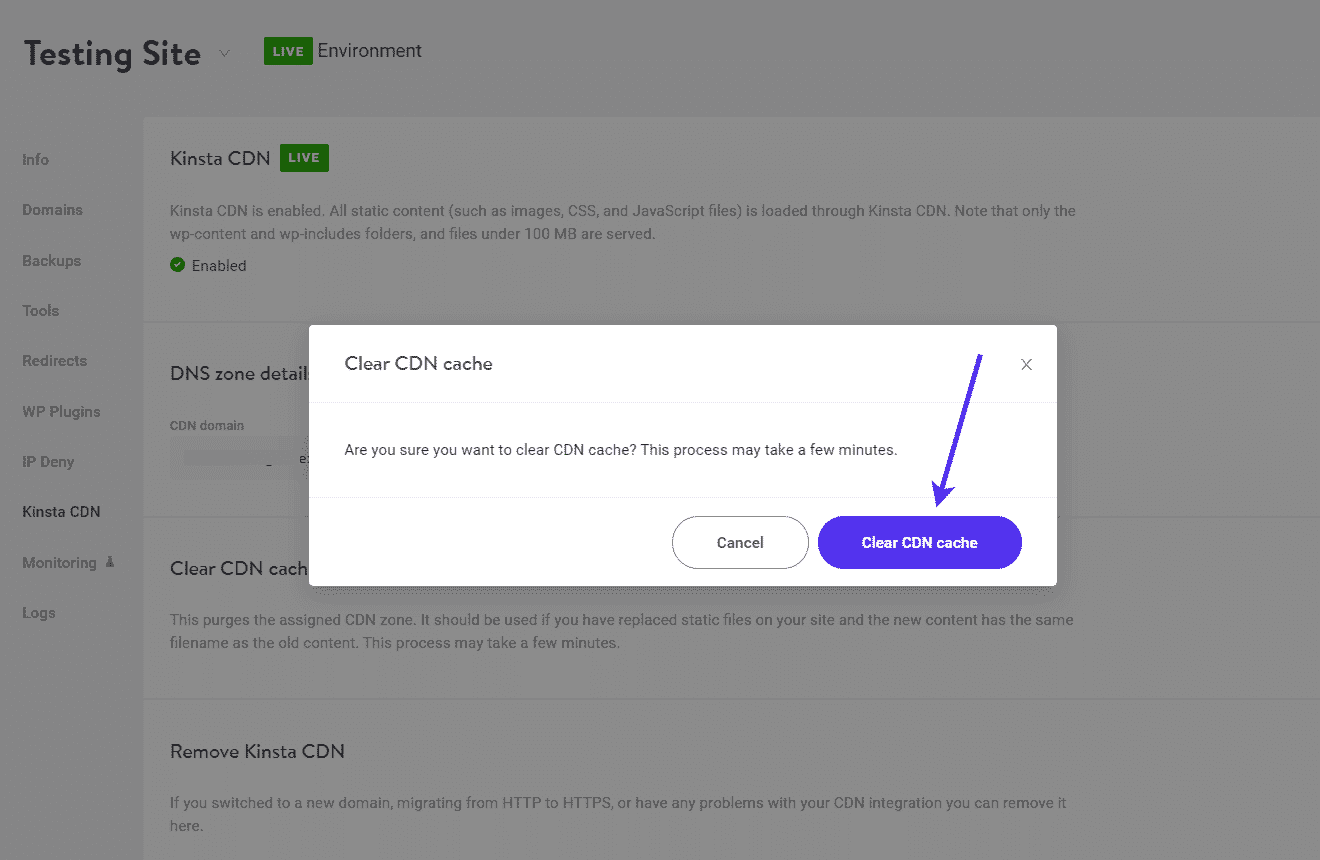 Testing Site
LIVE Environment
Info
Domains
Backups
Tools
Redirects
WP Plugins
IP Deny
Kinsta CDN
Monitoring
Logs
Kinsta CDN LIVE
Kinsta CDN is enabled. All static content (such as images, CSS, and JavaScript files) is loaded through Kinsta CDN. Note that only the
wp-content and wp-includes folders, and files under 100 MB are served.
Enabled
DNS zone details
CDN domain
Clear CDN cache
Are you sure you want to clear CDN cache? This process may take a few minutes.
Cancel
Clear CDN cache
Clear CDN cach
This purges the assigned CDN zone. It should be used if you have replaced static files on your site and the new content has the same
filename as the old content. This process may take a few minutes.
Remove Kinsta CDN
If you switched to a new domain, migrating from HTTP to HTTPS, or have any problems with your CDN integration you can remove it
here.